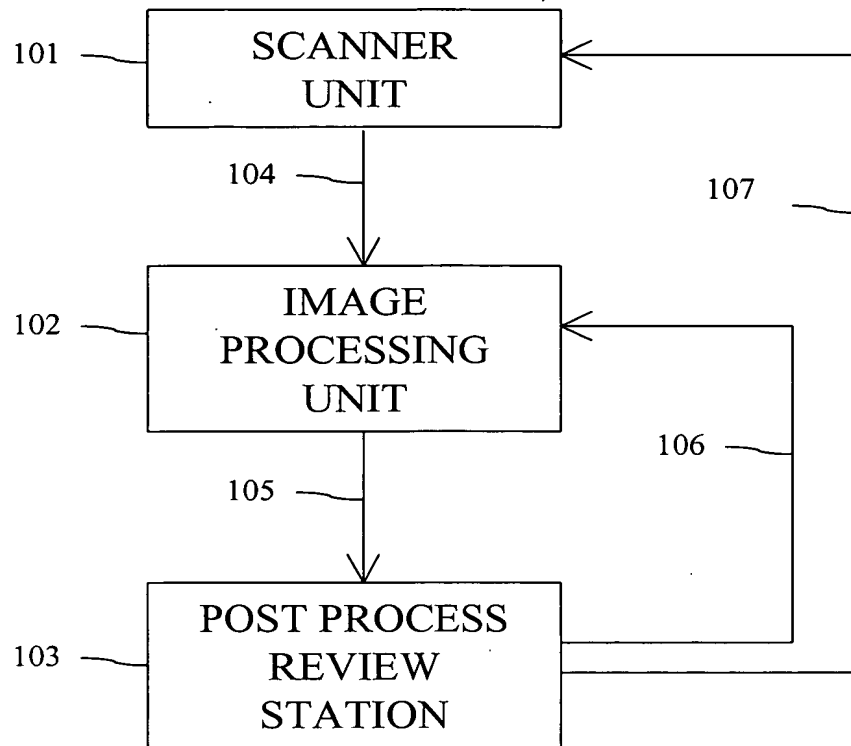 101
SCANNER
UNIT
104
107
102
IMAGE
PROCESSING
UNIT
106
105
103
POST PROCESS
REVIEW
STATION